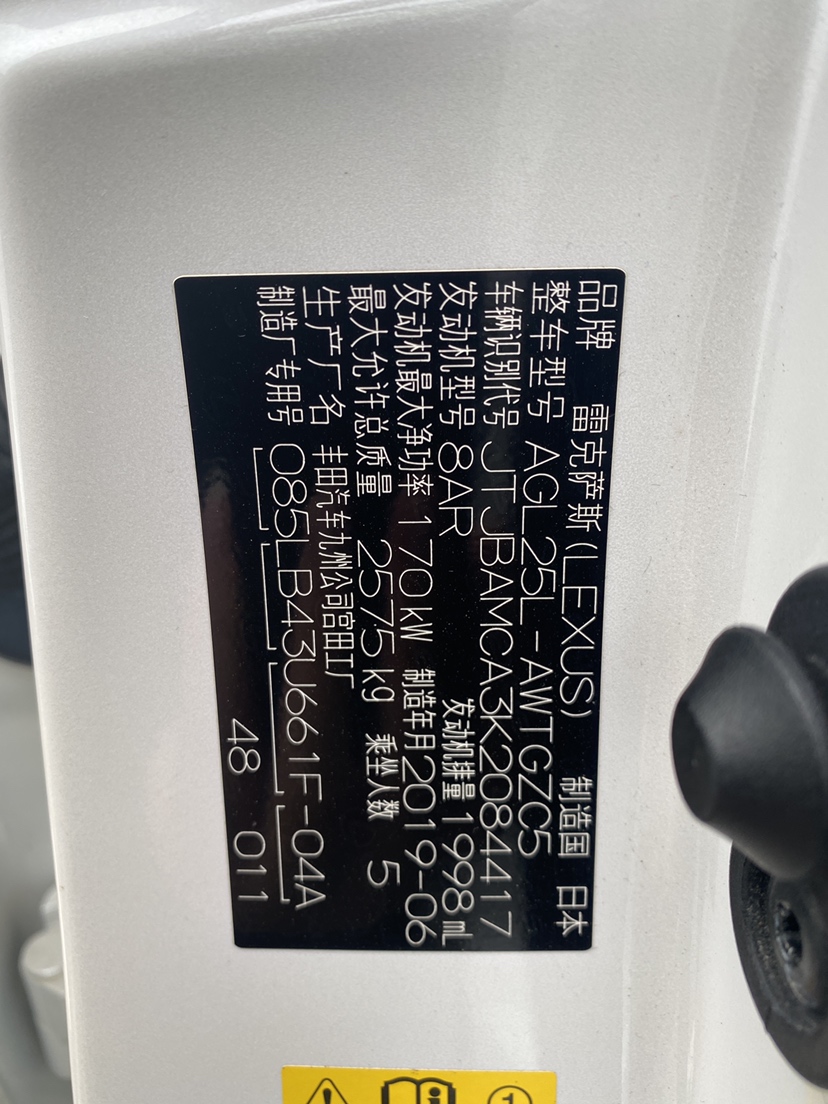 品牌 雷克萨斯(LEXUS) 制造国 日本
整车型号 AGL25L-AWTGZC5
车辆识别代号 JTJBAMCA3K2084417
发动机型号 8AR 发动机排量 1998 mL
发动机最大净功率 170kW 制造年月 2019-06
最大允许总质量 2575kg 乘坐人数 5
生产厂名 丰田汽车九州公司宫田工厂
制造厂专用号 085LB43U661F-04A
48 011
1